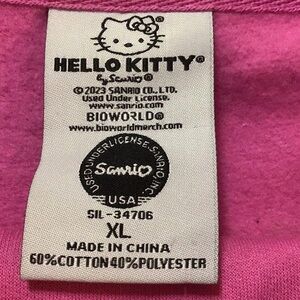 HELLO KITTY®
by Sanrio®
©2023 SANRIO CO., LTD.
Used Under License.
www.sanrio.com
BIOWORLD®
www.bioworldmerch.com
USED UNDER LICENSE, SANRIO, INC.
Sanrio
USA
SIL-34706
XL
MADE IN CHINA
60%COTTON40%POLYESTER